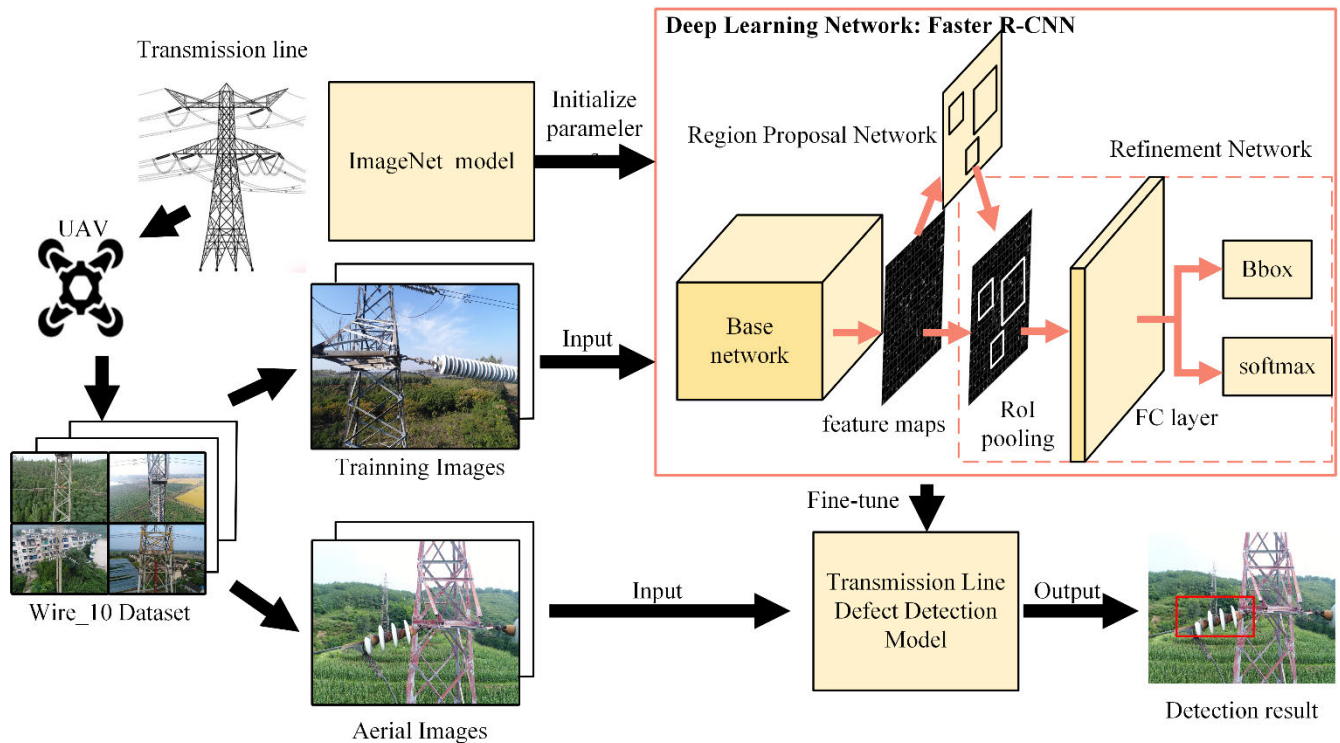 Deep Learning Network: Faster R-CNN
Transmission line
Initialize
parameler
ImageNet model
Region Proposal Network
Refinement Network
UAV
Base
network
Bbox
softmax
Input
feature maps
RoI
pooling
FC layer
Trainning Images
Fine-tune
Wire_10 Dataset
Input
Transmission Line
Defect Detection
Model
Output
Aerial Images
Detection result